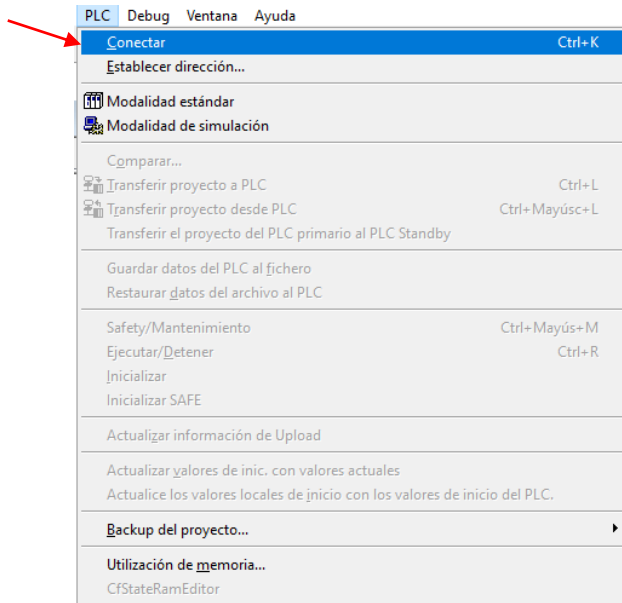 PLC Debug Ventana Ayuda
Conectar Ctrl+K
Establecer dirección...
Modalidad estándar
Modalidad de simulación
Comparar...
Transferir proyecto a PLC Ctrl+L
Transferir proyecto desde PLC Ctrl+Mayúsc+L
Transferir el proyecto del PLC primario al PLC Standby
Guardar datos del PLC al fichero
Restaurar datos del archivo al PLC
Safety/Mantenimiento Ctrl+Mayús+M
Ejecutar/Detener Ctrl+R
Inicializar
Inicializar SAFE
Actualizar información de Upload
Actualizar valores de inic. con valores actuales
Actualice los valores locales de inicio con los valores de inicio del PLC.
Backup del proyecto...
Utilización de memoria...
CfStateRamEditor